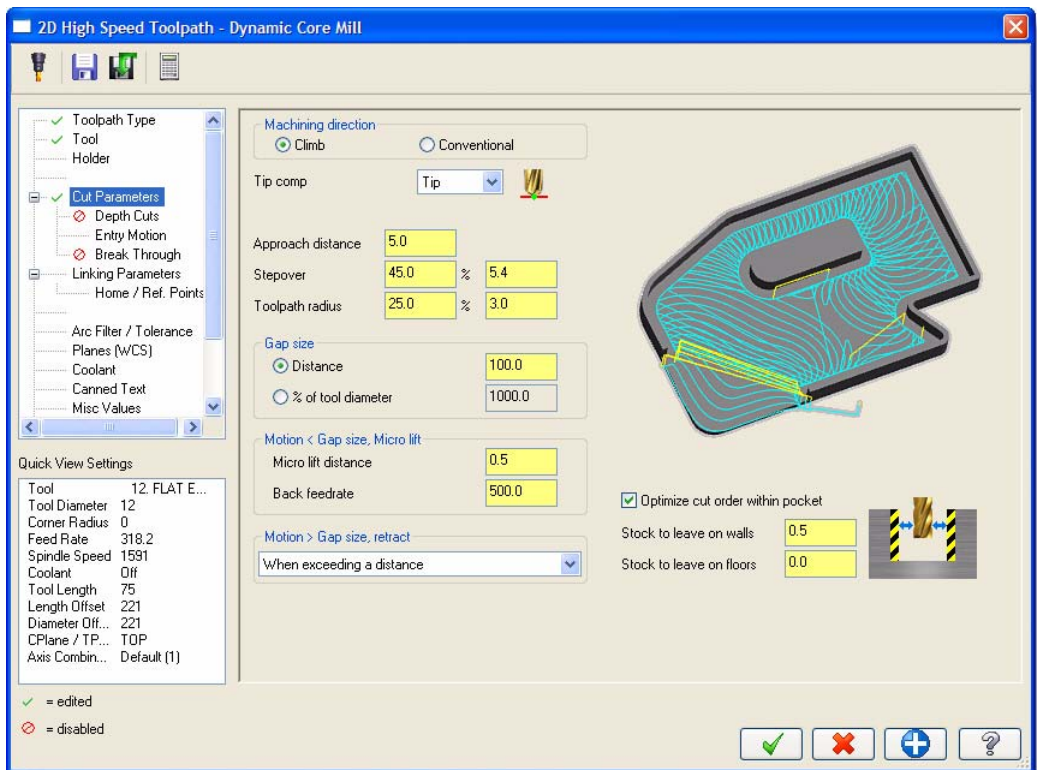 2D High Speed Toolpath - Dynamic Core Mill
Toolpath Type
Tool
Holder
Cut Parameters
Depth Cuts
Entry Motion
Break Through
Linking Parameters
Home / Ref. Points
Arc Filter / Tolerance
Planes (WCS)
Coolant
Canned Text
Misc Values
Quick View Settings
Tool 12. FLAT E...
Tool Diameter 12
Corner Radius 0
Feed Rate 318.2
Spindle Speed 1591
Coolant Off
Tool Length 75
Length Offset 221
Diameter Off... 221
CPlane / TP... TOP
Axis Combin... Default (1)
= edited
= disabled
Machining direction
Climb Conventional
Tip comp Tip
Approach distance 5.0
Stepover 45.0 % 5.4
Toolpath radius 25.0 % 3.0
Gap size
Distance 100.0
% of tool diameter 1000.0
Motion < Gap size, Micro lift
Micro lift distance 0.5
Back feedrate 500.0
Motion > Gap size, retract
When exceeding a distance
Optimize cut order within pocket
Stock to leave on walls 0.5
Stock to leave on floors 0.0